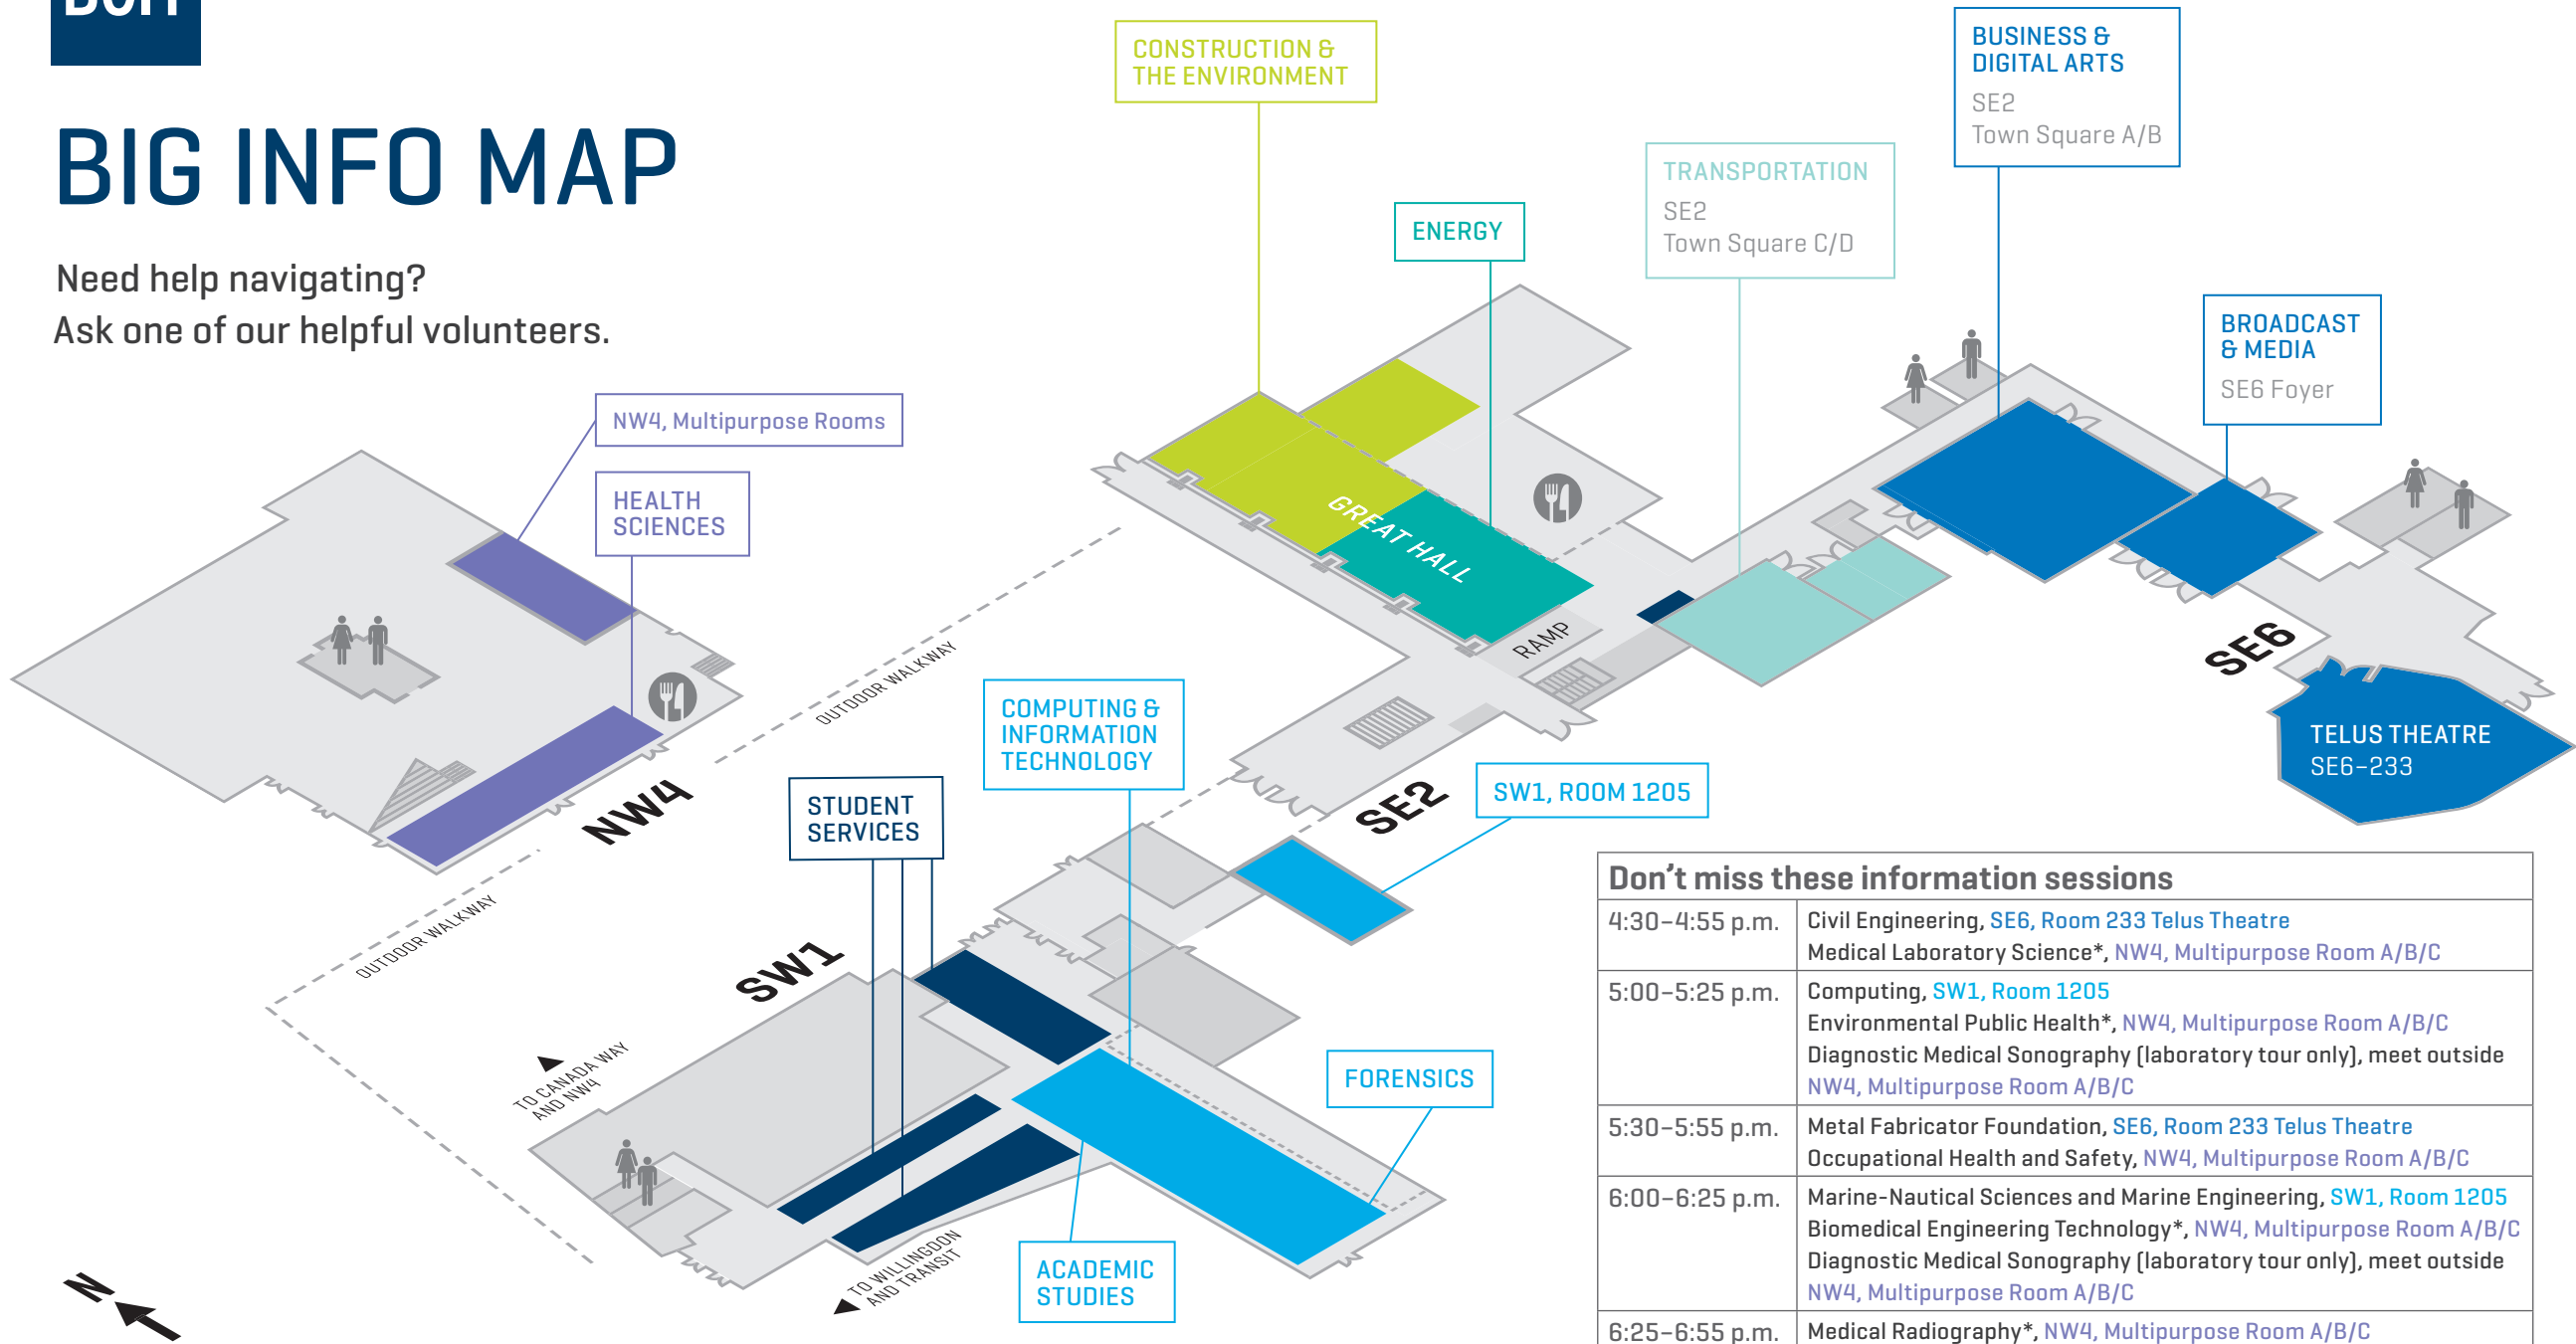 BIG INFO MAP
Need help navigating?
Ask one of our helpful volunteers.
CONSTRUCTION &
THE ENVIRONMENT
ENERGY
TRANSPORTATION
SE2
Town Square C/D
BUSINESS &
DIGITAL ARTS
SE2
Town Square A/B
BROADCAST
& MEDIA
SE6 Foyer
NW4, Multipurpose Rooms
HEALTH
SCIENCES
GREAT HALL
RAMP
OUTDOOR WALKWAY
NW4
SE6
TELUS THEATRE
SE6–233
COMPUTING &
INFORMATION
TECHNOLOGY
STUDENT
SERVICES
SE2
SW1, ROOM 1205
OUTDOOR WALKWAY
SW1
TO CANADA WAY
AND NW4
FORENSICS
TO WILLINGDON
AND TRANSIT
ACADEMIC
STUDIES
N
Don't miss these information sessions
4:30–4:55 p.m. Civil Engineering, SE6, Room 233 Telus Theatre
Medical Laboratory Science*, NW4, Multipurpose Room A/B/C
5:00–5:25 p.m. Computing, SW1, Room 1205
Environmental Public Health*, NW4, Multipurpose Room A/B/C
Diagnostic Medical Sonography (laboratory tour only), meet outside
NW4, Multipurpose Room A/B/C
5:30–5:55 p.m. Metal Fabricator Foundation, SE6, Room 233 Telus Theatre
Occupational Health and Safety, NW4, Multipurpose Room A/B/C
6:00–6:25 p.m. Marine-Nautical Sciences and Marine Engineering, SW1, Room 1205
Biomedical Engineering Technology*, NW4, Multipurpose Room A/B/C
Diagnostic Medical Sonography (laboratory tour only), meet outside
NW4, Multipurpose Room A/B/C
6:25–6:55 p.m. Medical Radiography*, NW4, Multipurpose Room A/B/C